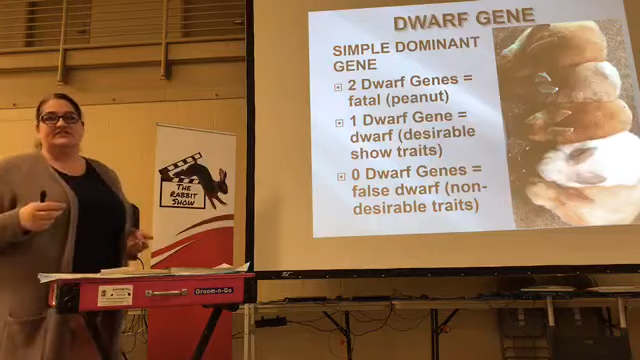 DWARF GENE
SIMPLE DOMINANT
GENE
2 Dwarf Genes =
fatal (peanut)
1 Dwarf Gene =
dwarf (desirable
show traits)
0 Dwarf Genes =
false dwarf (non-
desirable traits)
THE
RABBIT
SHOW
Groom-n-Go